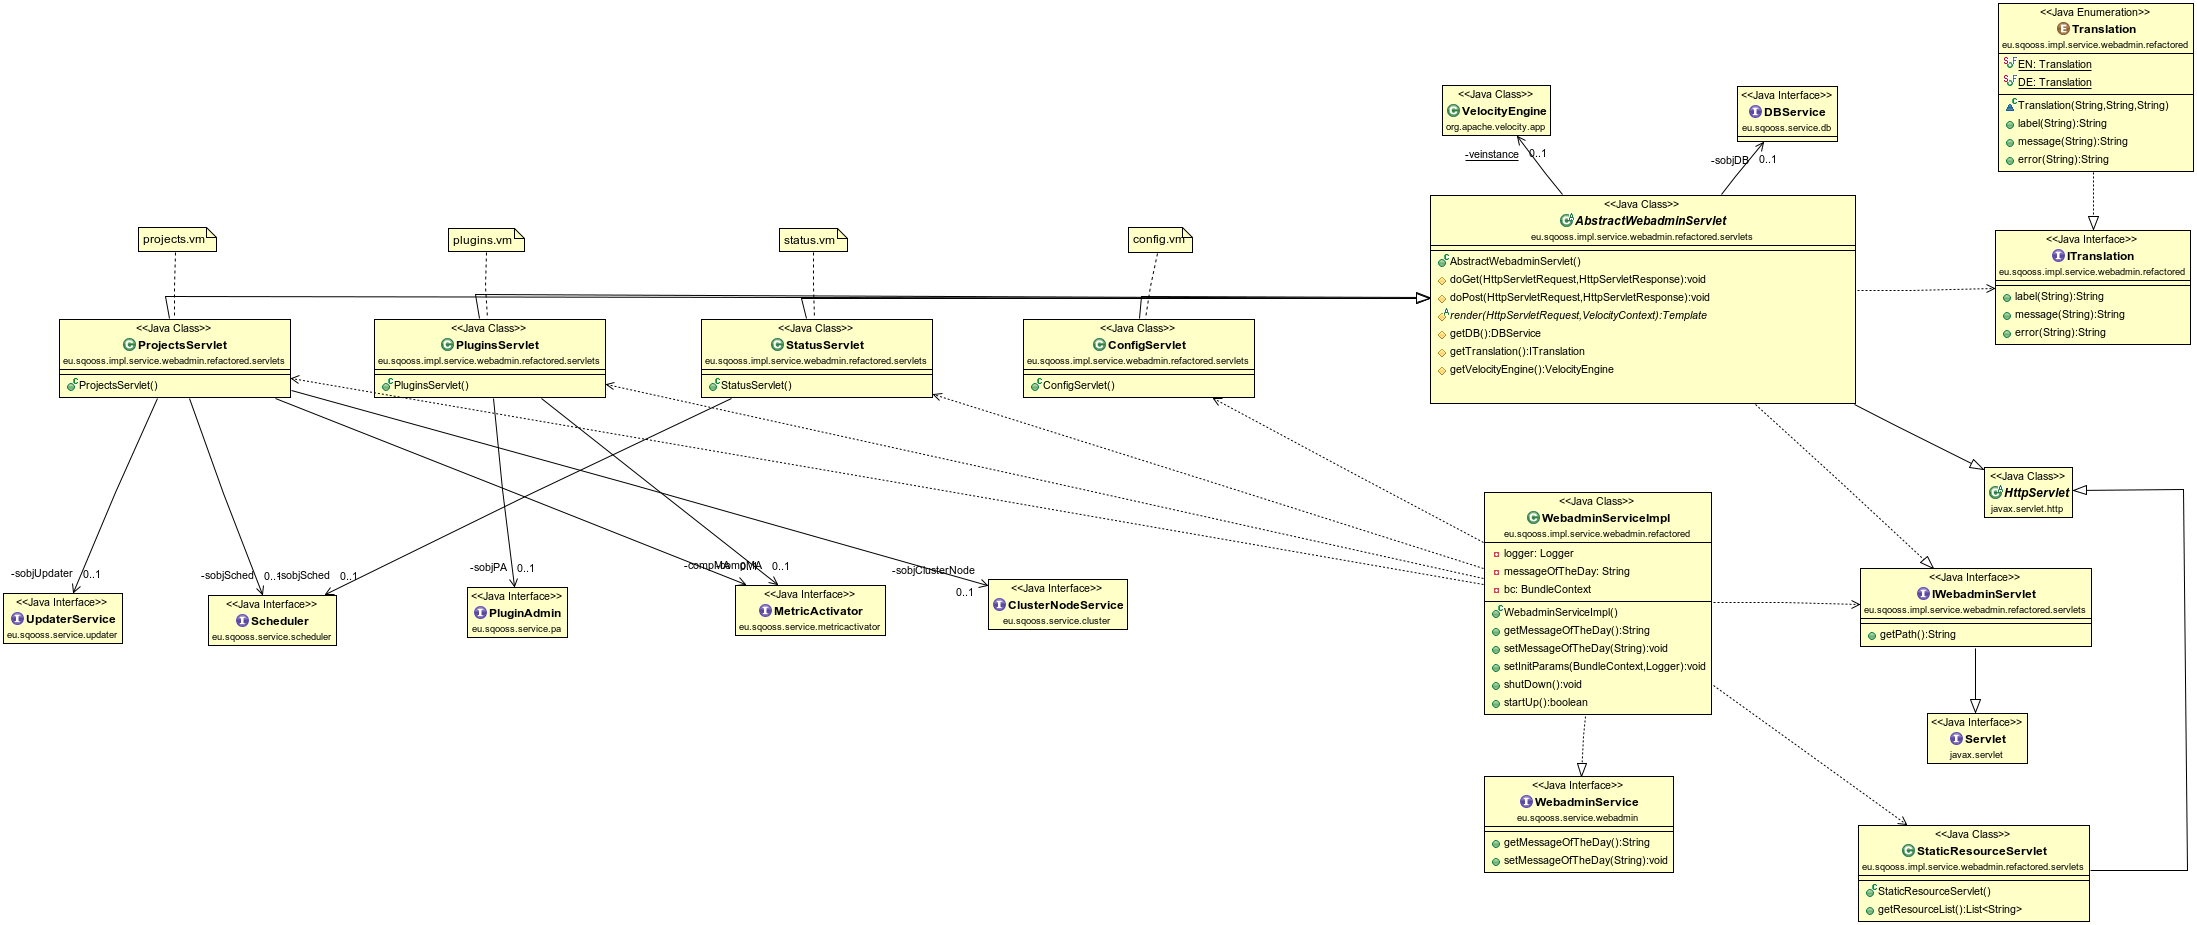 <<Java Enumeration>>
E Translation
eu.sqooss.impl.service.webadmin.refactored
EN: Translation
DE: Translation
Translation(String,String,String)
label(String):String
message(String):String
error(String):String
<<Java Class>>
VelocityEngine
org.apache.velocity.app
<<Java Interface>>
DBService
eu.sqooss.service.db
-veinstance
0..1
-sobjDB
0..1
<<Java Class>>
AbstractWebadminServlet
eu.sqooss.impl.service.webadmin.refactored.servlets
AbstractWebadminServlet()
doGet(HttpServletRequest,HttpServletResponse):void
doPost(HttpServletRequest,HttpServletResponse):void
render(HttpServletRequest,VelocityContext):Template
getDB():DBService
getTranslation():ITranslation
getVelocityEngine():VelocityEngine
<<Java Interface>>
ITranslation
eu.sqooss.impl.service.webadmin.refactored
label(String):String
message(String):String
error(String):String
projects.vm
plugins.vm
status.vm
config.vm
<<Java Class>>
ProjectsServlet
eu.sqooss.impl.service.webadmin.refactored.servlets
ProjectsServlet()
<<Java Class>>
PluginsServlet
eu.sqooss.impl.service.webadmin.refactored.servlets
PluginsServlet()
<<Java Class>>
StatusServlet
eu.sqooss.impl.service.webadmin.refactored.servlets
StatusServlet()
<<Java Class>>
ConfigServlet
eu.sqooss.impl.service.webadmin.refactored.servlets
ConfigServlet()
<<Java Class>>
HttpServlet
javax.servlet.http
<<Java Class>>
WebadminServiceImpl
eu.sqooss.impl.service.webadmin.refactored
logger: Logger
messageOfTheDay: String
bc: BundleContext
WebadminServiceImpl()
getMessageOfTheDay():String
setMessageOfTheDay(String):void
setInitParams(BundleContext,Logger):void
shutDown():void
startUp():boolean
-sobjUpdater
0..1
-sobjSched
0..1
-sobjSched
0..1
-sobjPA
0..1
-compMA
0..1
-compMA
0..1
-sobjClusterNode
0..1
<<Java Interface>>
UpdaterService
eu.sqooss.service.updater
<<Java Interface>>
Scheduler
eu.sqooss.service.scheduler
<<Java Interface>>
PluginAdmin
eu.sqooss.service.pa
<<Java Interface>>
MetricActivator
eu.sqooss.service.metricactivator
<<Java Interface>>
ClusterNodeService
eu.sqooss.service.cluster
<<Java Interface>>
IWebadminServlet
eu.sqooss.impl.service.webadmin.refactored.servlets
getPath():String
<<Java Interface>>
Servlet
javax.servlet
<<Java Interface>>
WebadminService
eu.sqooss.service.webadmin
getMessageOfTheDay():String
setMessageOfTheDay(String):void
<<Java Class>>
StaticResourceServlet
eu.sqooss.impl.service.webadmin.refactored.servlets
StaticResourceServlet()
getResourceList():List<String>